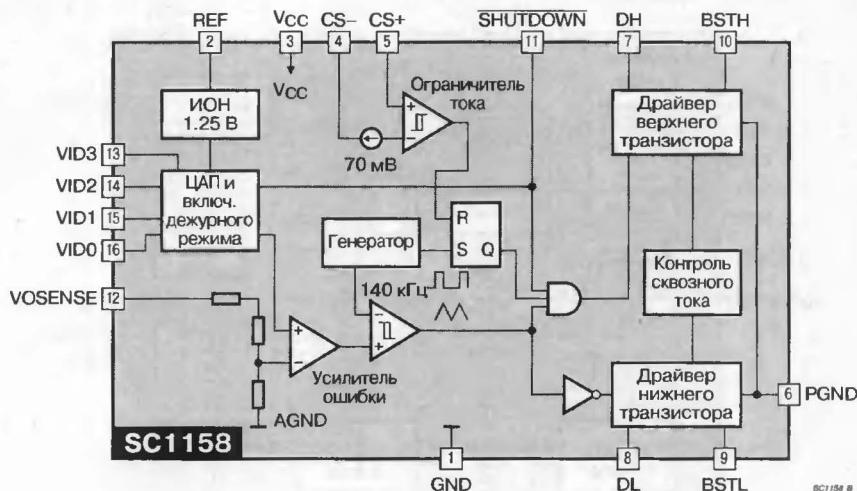 REF
VCC
CS–
CS+
SHUTDOWN
DH
BSTH
2
3
4
5
11
7
10
VCC
Ограничитель
тока
ИОН
1.25 В
70 мВ
Драйвер
верхнего
транзистора
VID3 13
VID2 14
VID1 15
VID0 16
ЦАП и
включ.
дежурного
режима
Генератор
R
S Q
140 кГц
Контроль
сквозного
тока
VOSENSE 12
Усилитель
ошибки
AGND
Драйвер
нижнего
транзистора
6 PGND
SC1158
1
8
9
GND
DL
BSTL
SC1158 B